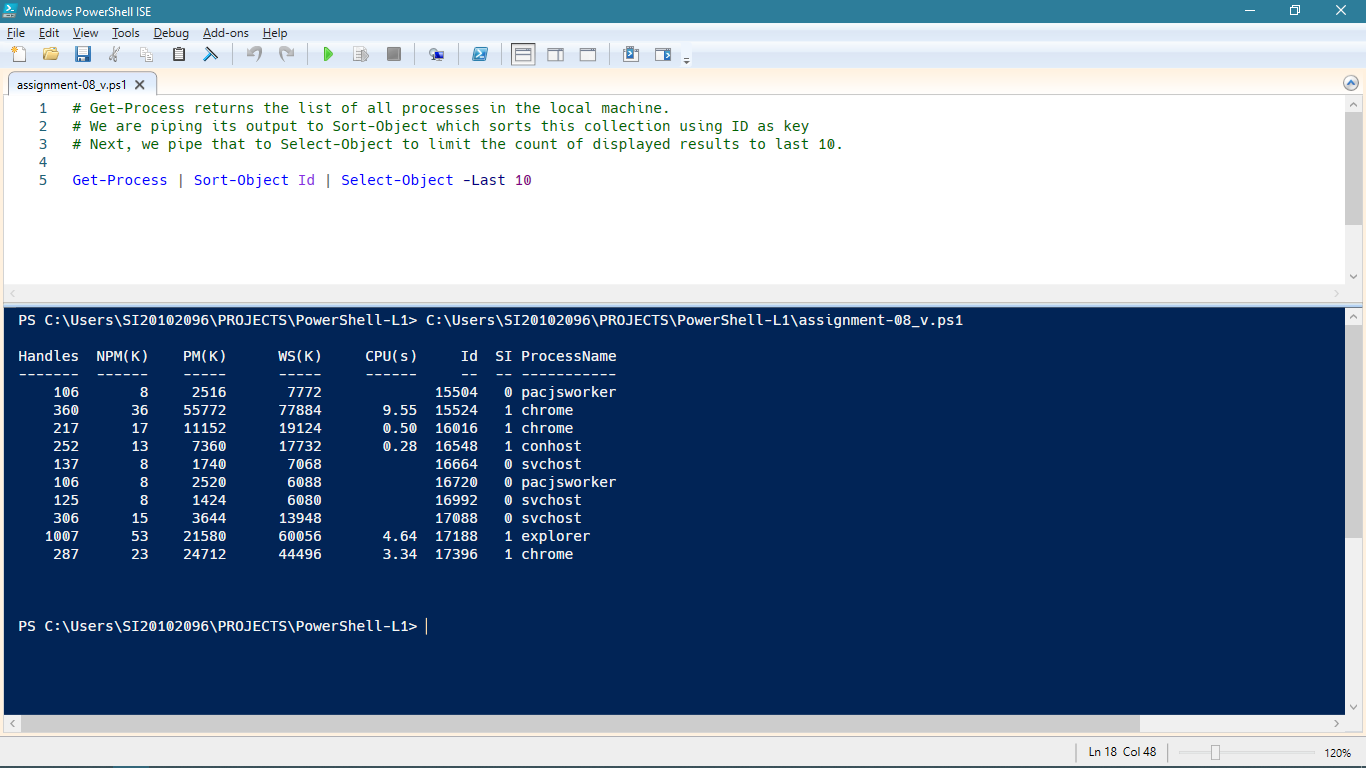 Windows PowerShell ISE
File Edit View Tools Debug Add-ons Help
assignment-08_v.ps1
1 # Get-Process returns the list of all processes in the local machine.
2 # We are piping its output to Sort-Object which sorts this collection using ID as key
3 # Next, we pipe that to Select-Object to limit the count of displayed results to last 10.
4
5 Get-Process | Sort-Object Id | Select-Object -Last 10
PS C:\Users\SI20102096\PROJECTS\PowerShell-L1> C:\Users\SI20102096\PROJECTS\PowerShell-L1\assignment-08_v.ps1
Handles NPM(K) PM(K) WS(K) CPU(s) Id SI ProcessName
------- ------ ----- ----- ------ -- -- -----------
106 8 2516 7772 15504 0 pacjsworker
360 36 55772 77884 9.55 15524 1 chrome
217 17 11152 19124 0.50 16016 1 chrome
252 13 7360 17732 0.28 16548 1 conhost
137 8 1740 7068 16664 0 svchost
106 8 2520 6088 16720 0 pacjsworker
125 8 1424 6080 16992 0 svchost
306 15 3644 13948 17088 0 svchost
1007 53 21580 60056 4.64 17188 1 explorer
287 23 24712 44496 3.34 17396 1 chrome
PS C:\Users\SI20102096\PROJECTS\PowerShell-L1>
Ln 18 Col 48 120%